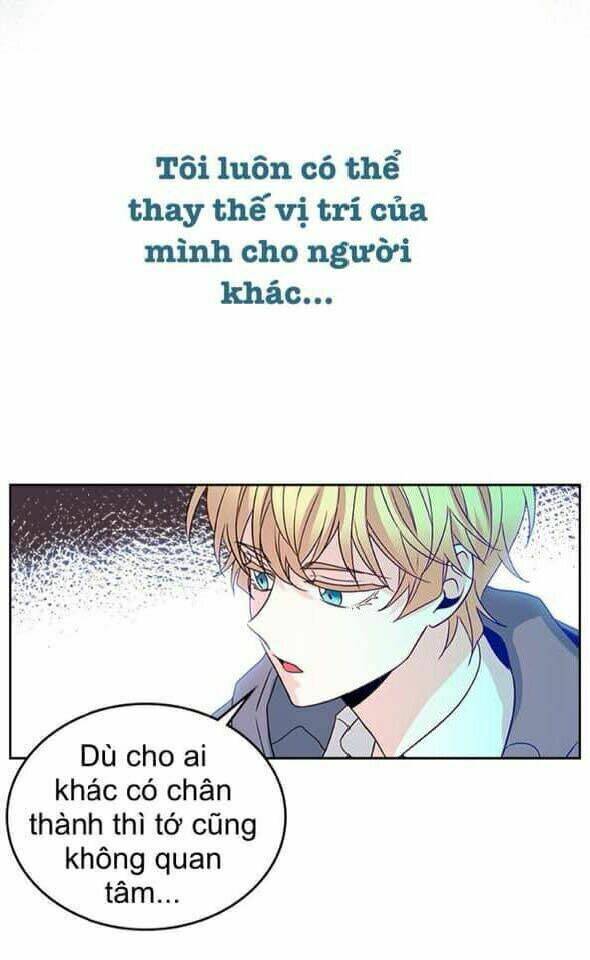 Tôi luôn có thể
thay thế vị trí của
mình cho người
khác...
Dù cho ai
khác có chân
thành thì tớ cũng
không quan
tâm...